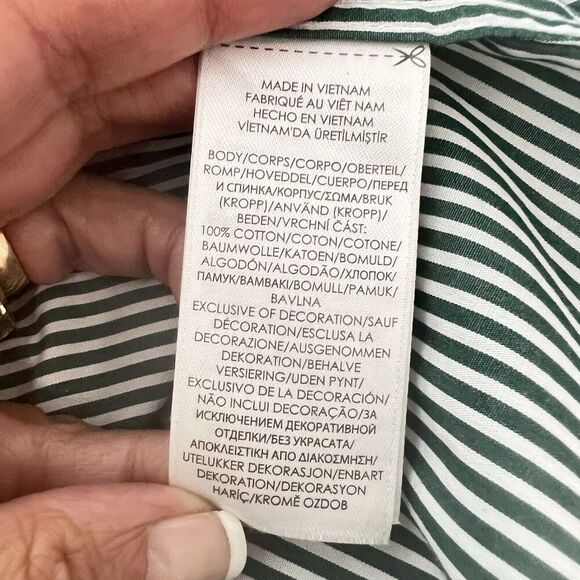 MADE IN VIETNAM
FABRIQUÉ AU VIÊT NAM
HECHO EN VIETNAM
VİETNAM'DA ÜRETİLMİŞTİR
BODY/CORPS/CORPO/OBERTEIL/
ROMP/HOVEDDEL/CUERPO/ПЕРЕД
И СПИНКА/КОРПУС/ΣΩΜΑ/BRUK
(KROPP)/ANVÄND (KROPP)/
BEDEN/VRCHNÍ ČÁST:
100% COTTON/COTON/COTONE/
BAUMWOLLE/KATOEN/BOMULD/
ALGODÓN/ALGODÃO/ХЛОПОК/
ПАМУК/ΒΑΜΒΑΚΙ/BOMULL/PAMUK/
BAVLNA
EXCLUSIVE OF DECORATION/SAUF
DÉCORATION/ESCLUSA LA
DECORAZIONE/AUSGENOMMEN
DEKORATION/BEHALVE
VERSIERING/UDEN PYNT/
EXCLUSIVO DE LA DECORACIÓN/
NÃO INCLUI DECORAÇÃO/ЗА
ИСКЛЮЧЕНИЕМ ДЕКОРАТИВНОЙ
ОТДЕЛКИ/БЕЗ УКРАСАТА/
ΑΠΟΚΛΕΙΣΤΙΚΗ ΑΠΟ ΔΙΑΚΟΣΜΗΣΗ/
UTELUKKER DEKORASJON/ENBART
DEKORATION/DEKORASYON
HARİÇ/KROMĚ OZDOB